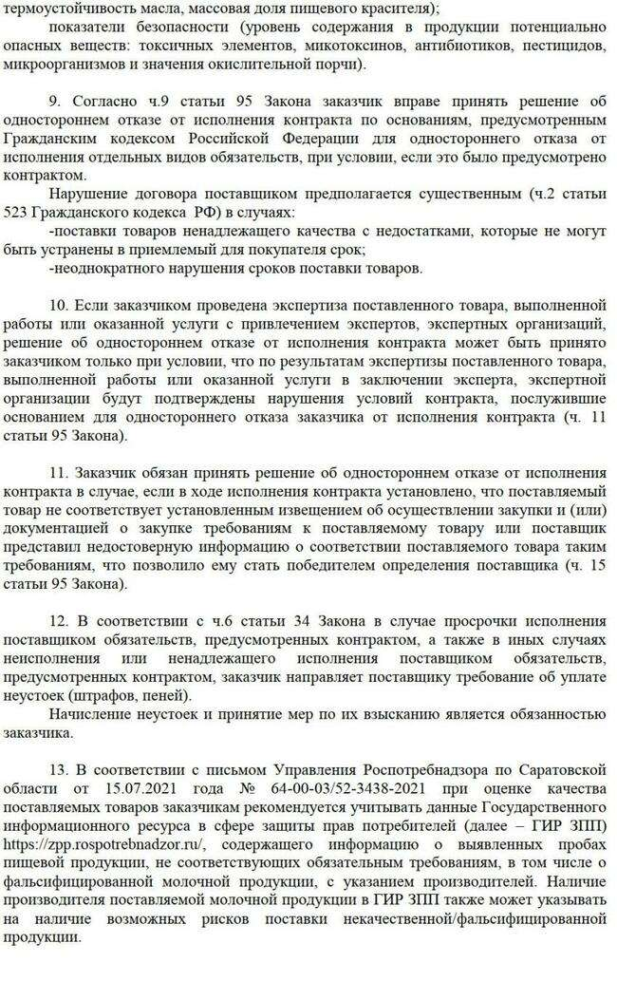 термоустойчивость масла, массовая доля пищевого красителя);
показатели безопасности (уровень содержания в продукции потенциально
опасных веществ: токсичных элементов, микотоксинов, антибиотиков, пестицидов,
микроорганизмов и значения окислительной порчи).
9. Согласно ч.9 статьи 95 Закона заказчик вправе принять решение об
одностороннем отказе от исполнения контракта по основаниям, предусмотренным
Гражданским кодексом Российской Федерации для одностороннего отказа от
исполнения отдельных видов обязательств, при условии, если это было предусмотрено
контрактом.
Нарушение договора поставщиком предполагается существенным (ч.2 статьи
523 Гражданского кодекса РФ) в случаях:
-поставки товаров ненадлежащего качества с недостатками, которые не могут
быть устранены в приемлемый для покупателя срок;
-неоднократного нарушения сроков поставки товаров.
10. Если заказчиком проведена экспертиза поставленного товара, выполненной
работы или оказанной услуги с привлечением экспертов, экспертных организаций,
решение об одностороннем отказе от исполнения контракта может быть принято
заказчиком только при условии, что по результатам экспертизы поставленного товара,
выполненной работы или оказанной услуги в заключении эксперта, экспертной
организации будут подтверждены нарушения условий контракта, послужившие
основанием для одностороннего отказа заказчика от исполнения контракта (ч. 11
статьи 95 Закона).
11. Заказчик обязан принять решение об одностороннем отказе от исполнения
контракта в случае, если в ходе исполнения контракта установлено, что поставляемый
товар не соответствует установленным извещением об осуществлении закупки и (или)
документацией о закупке требованиям к поставляемому товару или поставщик
представил недостоверную информацию о соответствии поставляемого товара таким
требованиям, что позволило ему стать победителем определения поставщика (ч. 15
статьи 95 Закона).
12. В соответствии с ч.6 статьи 34 Закона в случае просрочки исполнения
поставщиком обязательств, предусмотренных контрактом, а также в иных случаях
неисполнения или ненадлежащего исполнения поставщиком обязательств,
предусмотренных контрактом, заказчик направляет поставщику требование об уплате
неустоек (штрафов, пеней).
Начисление неустоек и принятие мер по их взысканию является обязанностью
заказчика.
13. В соответствии с письмом Управления Роспотребнадзора по Саратовской
области от 15.07.2021 года № 64-00-03/52-3438-2021 при оценке качества
поставляемых товаров заказчикам рекомендуется учитывать данные Государственного
информационного ресурса в сфере защиты прав потребителей (далее – ГИР ЗПП)
https://zpp.rospotrebnadzor.ru/, содержащего информацию о выявленных пробах
пищевой продукции, не соответствующих обязательным требованиям, в том числе о
фальсифицированной молочной продукции, с указанием производителей. Наличие
производителя поставляемой молочной продукции в ГИР ЗПП также может указывать
на наличие возможных рисков поставки некачественной/фальсифицированной
продукции.